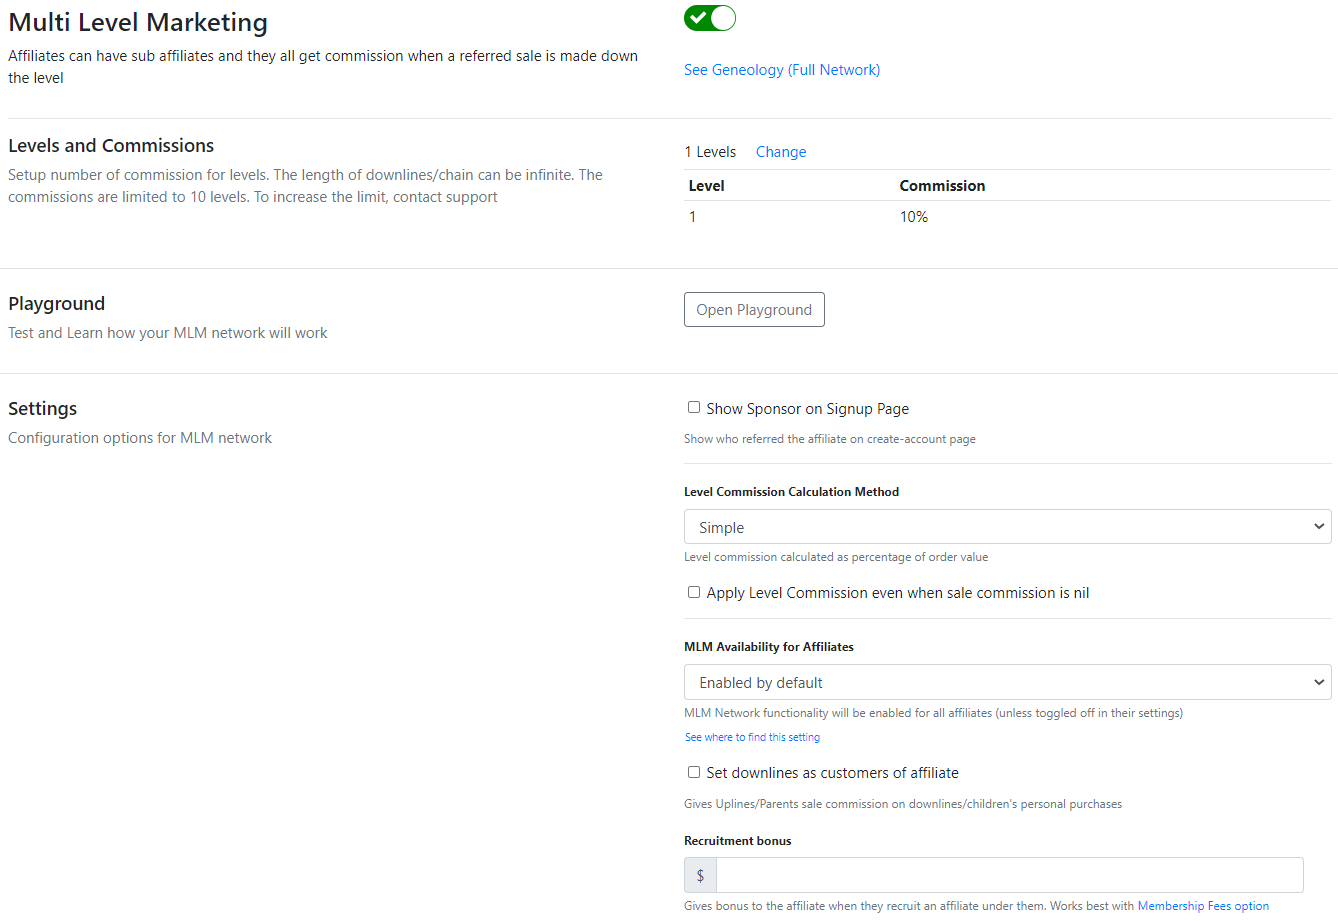 Multi Level Marketing
Affiliates can have sub affiliates and they all get commission when a referred sale is made down
the level
See Geneology (Full Network)
Levels and Commissions
Setup number of commission for levels. The length of downlines/chain can be infinite. The
commissions are limited to 10 levels. To increase the limit, contact support
1 Levels Change
Level Commission
1 10%
Playground
Test and Learn how your MLM network will work
Open Playground
Settings
Configuration options for MLM network
Show Sponsor on Signup Page
Show who referred the affiliate on create-account page
Level Commission Calculation Method
Simple
Level commission calculated as percentage of order value
Apply Level Commission even when sale commission is nil
MLM Availability for Affiliates
Enabled by default
MLM Network functionality will be enabled for all affiliates (unless toggled off in their settings)
See where to find this setting
Set downlines as customers of affiliate
Gives Uplines/Parents sale commission on downlines/children's personal purchases
Recruitment bonus
$
Gives bonus to the affiliate when they recruit an affiliate under them. Works best with Membership Fees option